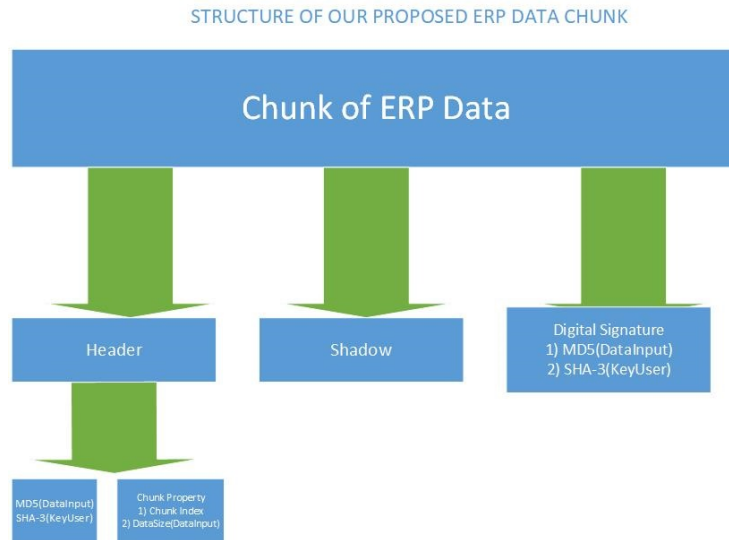 STRUCTURE OF OUR PROPOSED ERP DATA CHUNK
Chunk of ERP Data
Header
Shadow
Digital Signature
1) MD5(DataInput)
2) SHA-3(KeyUser)
MD5(DataInput)
SHA-3(KeyUser)
Chunk Property
1) Chunk Index
2) DataSize(DataInput)